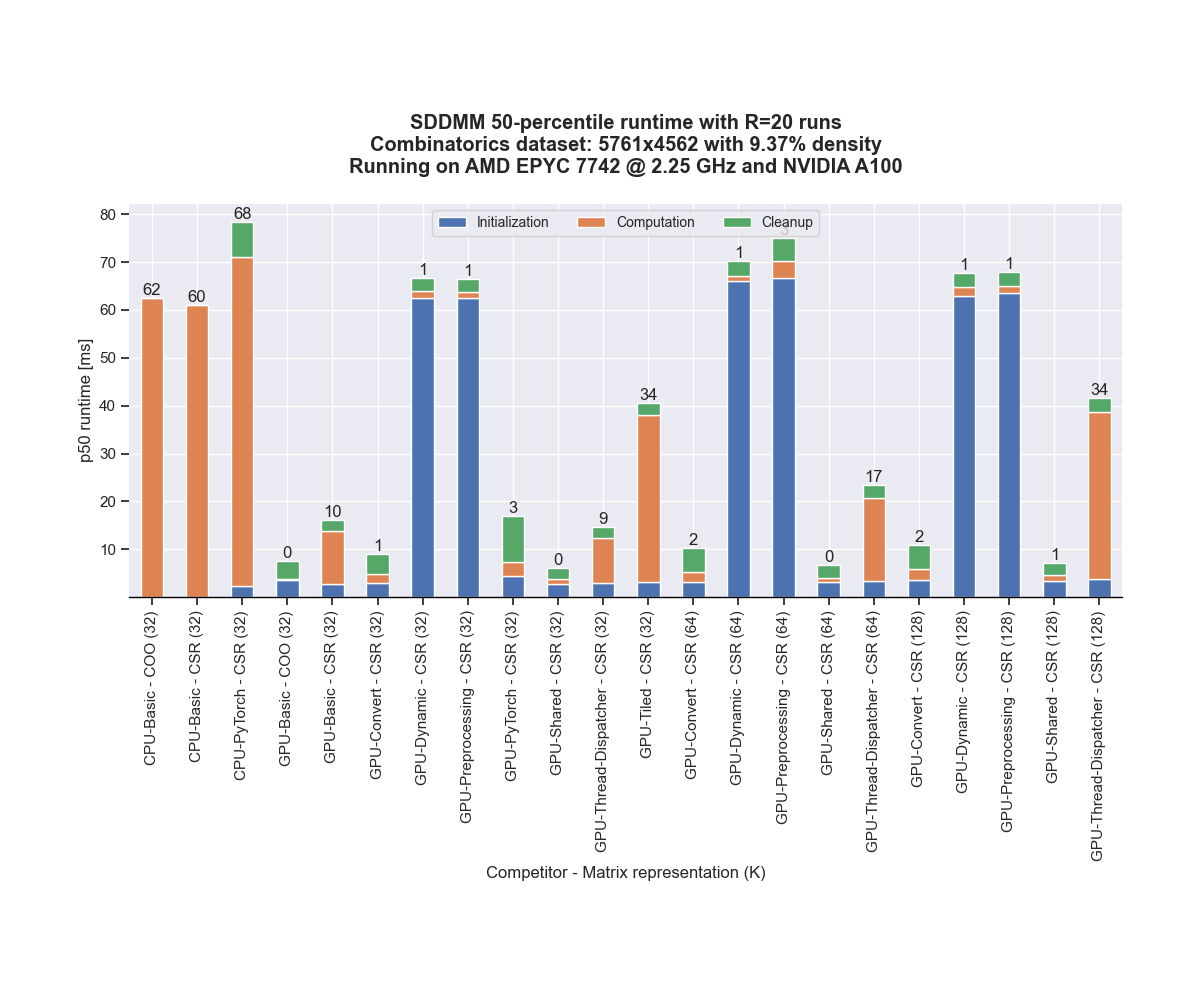 SDDMM 50-percentile runtime with R=20 runs
Combinatorics dataset: 5761x4562 with 9.37% density
Running on AMD EPYC 7742 @ 2.25 GHz and NVIDIA A100
Initialization Computation Cleanup
p50 runtime [ms]
80
70
60
50
40
30
20
10
62
60
68
0
10
1
1
1
3
0
9
34
2
1
3
0
17
2
1
1
1
34
CPU-Basic - COO (32)
CPU-Basic - CSR (32)
CPU-PyTorch - CSR (32)
GPU-Basic - COO (32)
GPU-Basic - CSR (32)
GPU-Convert - CSR (32)
GPU-Dynamic - CSR (32)
GPU-Preprocessing - CSR (32)
GPU-PyTorch - CSR (32)
GPU-Shared - CSR (32)
GPU-Thread-Dispatcher - CSR (32)
GPU-Tiled - CSR (32)
GPU-Convert - CSR (64)
GPU-Dynamic - CSR (64)
GPU-Preprocessing - CSR (64)
GPU-Shared - CSR (64)
GPU-Thread-Dispatcher - CSR (64)
GPU-Convert - CSR (128)
GPU-Dynamic - CSR (128)
GPU-Preprocessing - CSR (128)
GPU-Shared - CSR (128)
GPU-Thread-Dispatcher - CSR (128)
Competitor - Matrix representation (K)